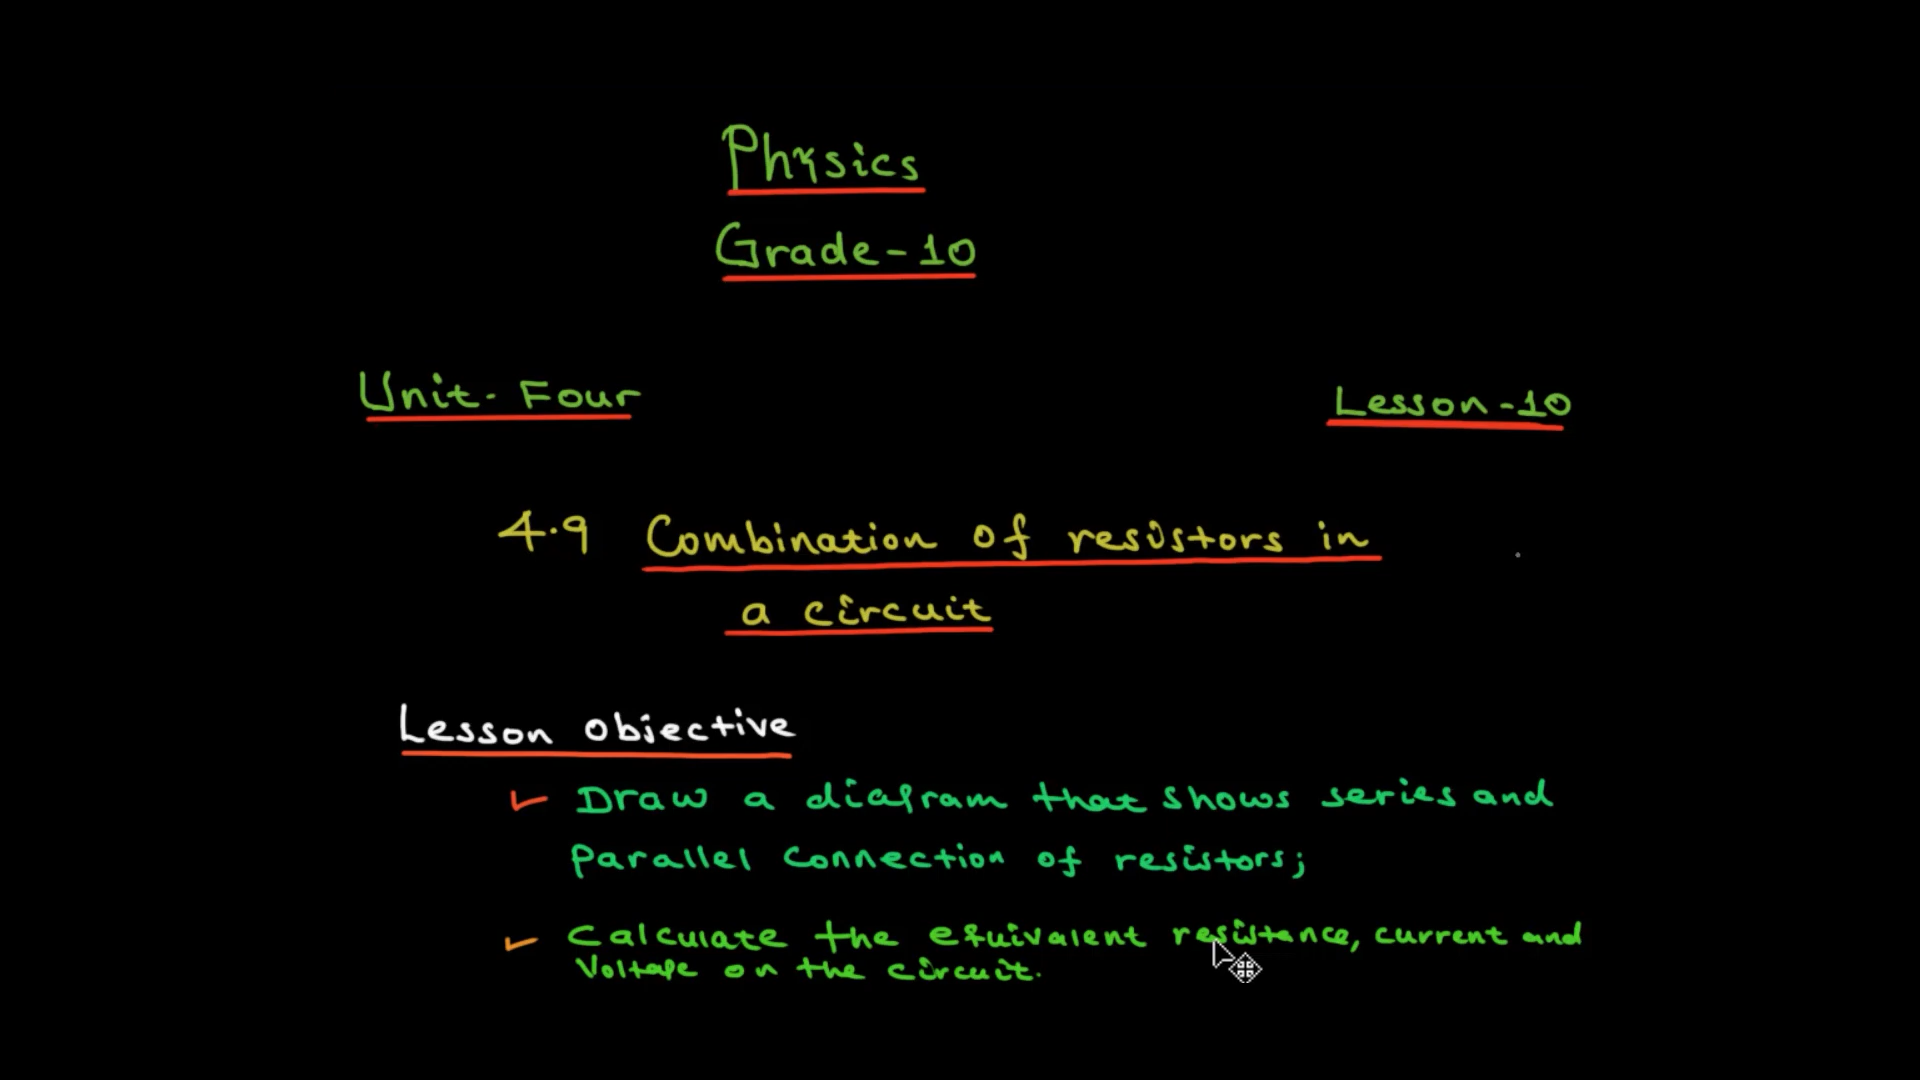 Physics
Grade-10
Unit. Four
Lesson-10
4.9 Combination of resistors in
a circuit
Lesson objective
Draw a diagram that shows series and
parallel connection of resistors;
Calculate the equivalent resistance, current and
Voltage on the circuit.